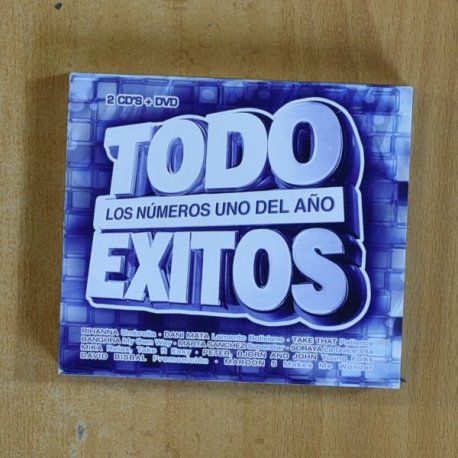 2 CD'S + DVD
TODO
LOS NÚMEROS UNO DEL AÑO
EXITOS
RIHANNA Umbrella · DANI MATA Lamento Boliviano · TAKE THAT Patience
BANGHRA My Own Way · MARTA SANCHEZ Superstar · SORAYA La Dolce Vita
MIKA Relax, Take It Easy · PETER, BJORN AND JOHN Young Folks
DAVID BISBAL Premonición · MAROON 5 Makes Me Wonder